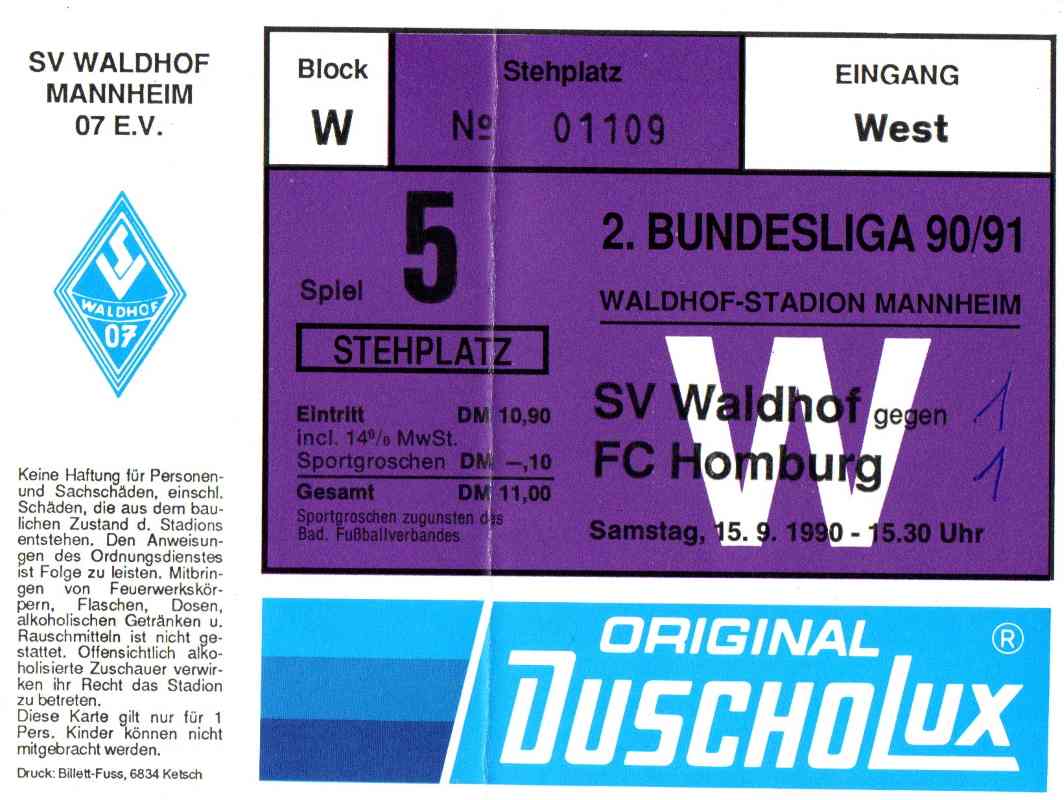 SV WALDHOF
MANNHEIM
07 E.V.
SV
WALDHOF
07
Keine Haftung für Personen-
und Sachschäden, einschl.
Schäden, die aus dem bau-
lichen Zustand d. Stadions
entstehen. Den Anweisun-
gen des Ordnungsdienstes
ist Folge zu leisten. Mitbrin-
gen von Feuerwerkskör-
pern, Flaschen, Dosen,
alkoholischen Getränken u.
Rauschmitteln ist nicht ge-
stattet. Offensichtlich alko-
holisierte Zuschauer verwir-
ken ihr Recht das Stadion
zu betreten.
Diese Karte gilt nur für 1
Pers. Kinder können nicht
mitgebracht werden.
Druck: Billett-Fuss, 6834 Ketsch
Block
W
Stehplatz
Nº 01109
EINGANG
West
Spiel 5
STEHPLATZ
Eintritt DM 10,90
incl. 14% MwSt.
Sportgroschen DM —,10
Gesamt DM 11,00
Sportgroschen zugunsten des
Bad. Fußballverbandes
2. BUNDESLIGA 90/91
WALDHOF-STADION MANNHEIM
W
SV Waldhof gegen 1
FC Homburg 1
Samstag, 15. 9. 1990 - 15.30 Uhr
ORIGINAL ®
DUSCHOLUX